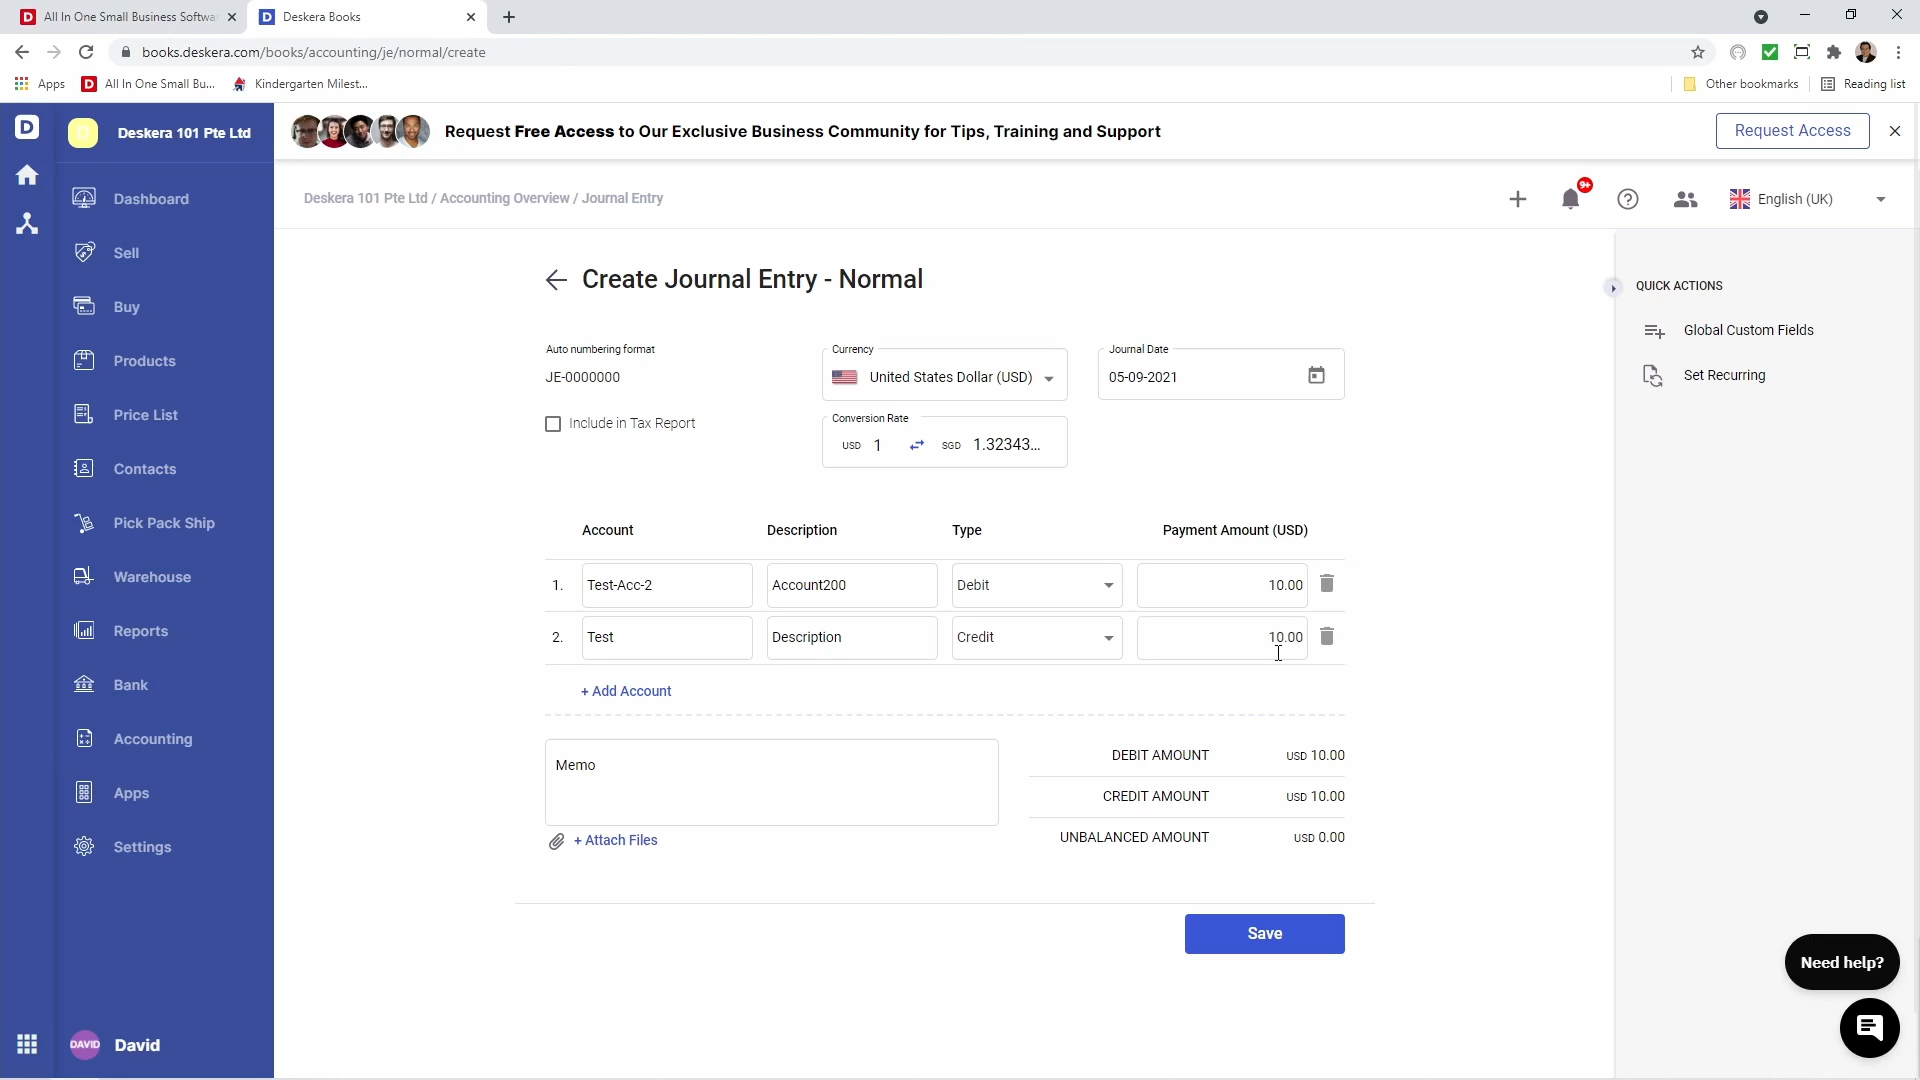 All In One Small Business Softwa
Deskera Books
books.deskera.com/books/accounting/je/normal/create
Apps
All In One Small Bu...
Kindergarten Milest...
Other bookmarks
Reading list
D
Deskera 101 Pte Ltd
Request Free Access to Our Exclusive Business Community for Tips, Training and Support
Request Access
Dashboard
Sell
Buy
Products
Price List
Contacts
Pick Pack Ship
Warehouse
Reports
Bank
Accounting
Apps
Settings
DAVID
David
Deskera 101 Pte Ltd / Accounting Overview / Journal Entry
9+
English (UK)
Create Journal Entry - Normal
Auto numbering format
JE-0000000
Currency
United States Dollar (USD)
Journal Date
05-09-2021
Include in Tax Report
Conversion Rate
USD 1 SGD 1.32343...
Account Description Type Payment Amount (USD)
1. Test-Acc-2 Account200 Debit 10.00
2. Test Description Credit 10.00
+ Add Account
Memo
+ Attach Files
DEBIT AMOUNT USD 10.00
CREDIT AMOUNT USD 10.00
UNBALANCED AMOUNT USD 0.00
Save
QUICK ACTIONS
Global Custom Fields
Set Recurring
Need help?